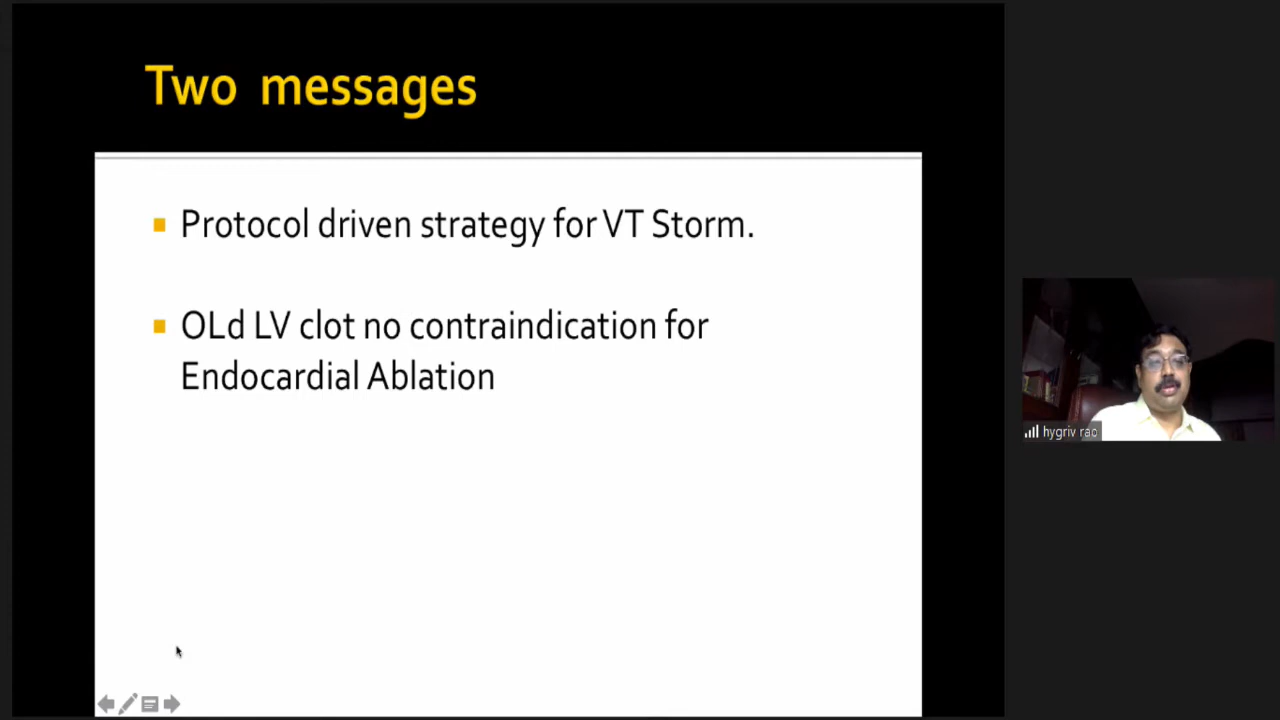 Two messages
Protocol driven strategy for VT Storm.
OLd LV clot no contraindication for
Endocardial Ablation
hygriv rao